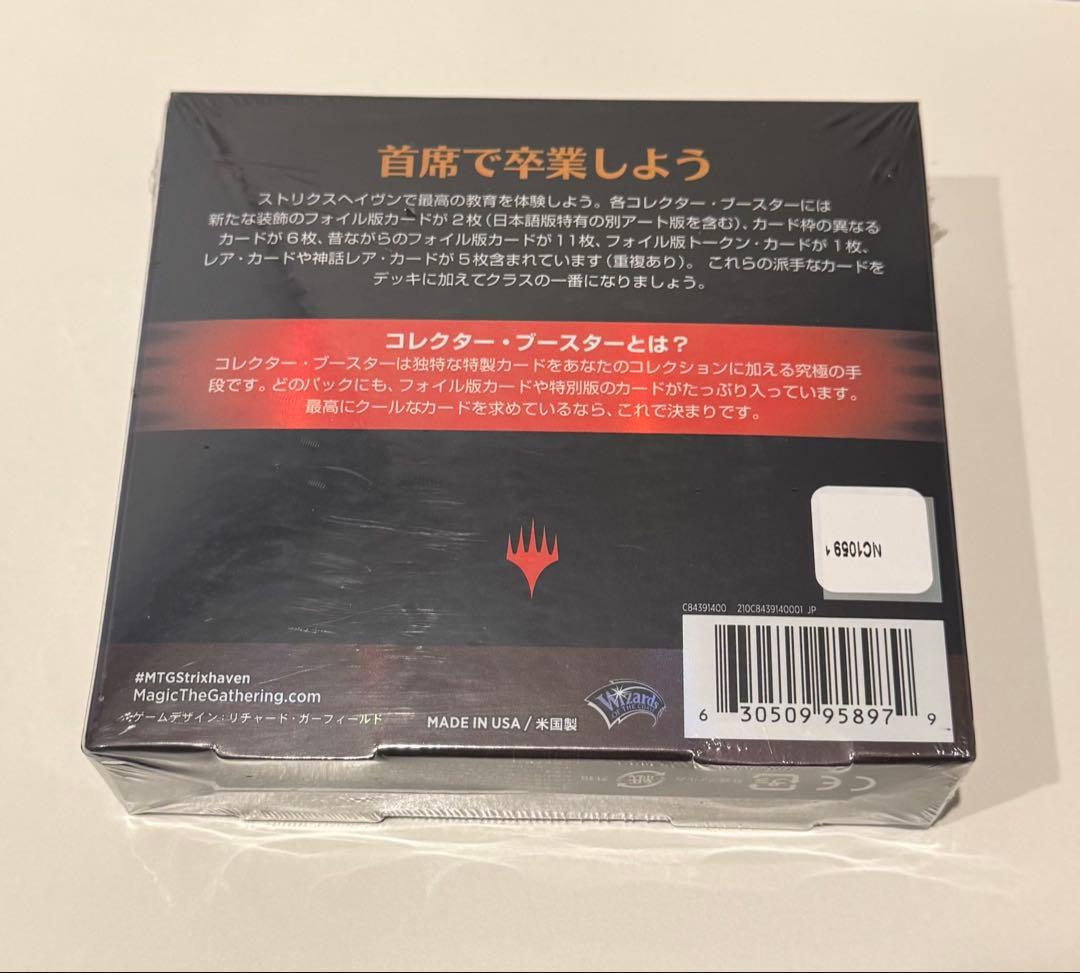 首席で卒業しよう
ストリクスヘイヴンで最高の教育を体験しよう。各コレクター・ブースターには
新たな装飾のフォイル版カードが2枚(日本語版特有の別アート版を含む)、カード枠の異なる
カードが6枚、昔ながらのフォイル版カードが11枚、フォイル版トークン・カードが1枚、
レア・カードや神話レア・カードが5枚含まれています(重複あり)。 これらの派手なカードを
デッキに加えてクラスの一番になりましょう。
コレクター・ブースターとは?
コレクター・ブースターは独特な特製カードをあなたのコレクションに加える究極の手
段です。どのパックにも、フォイル版カードや特別版のカードがたっぷり入っています。
最高にクールなカードを求めているなら、これで決まりです。
NC1059
C84391400 210C8439140001 JP
#MTGStrixhaven
MagicTheGathering.com
ゲームデザイン:リチャード・ガーフィールド
MADE IN USA / 米国製
Wizards
OF THE COAST
6 30509 95897 9
CE